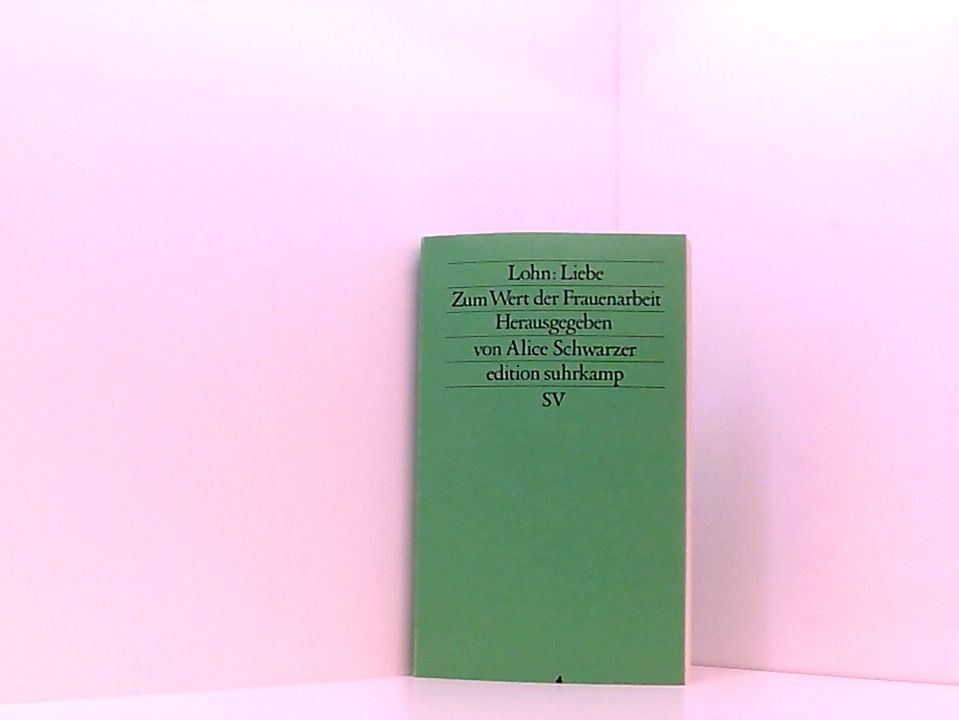 Lohn: Liebe
Zum Wert der Frauenarbeit
Herausgegeben
von Alice Schwarzer
edition suhrkamp
SV